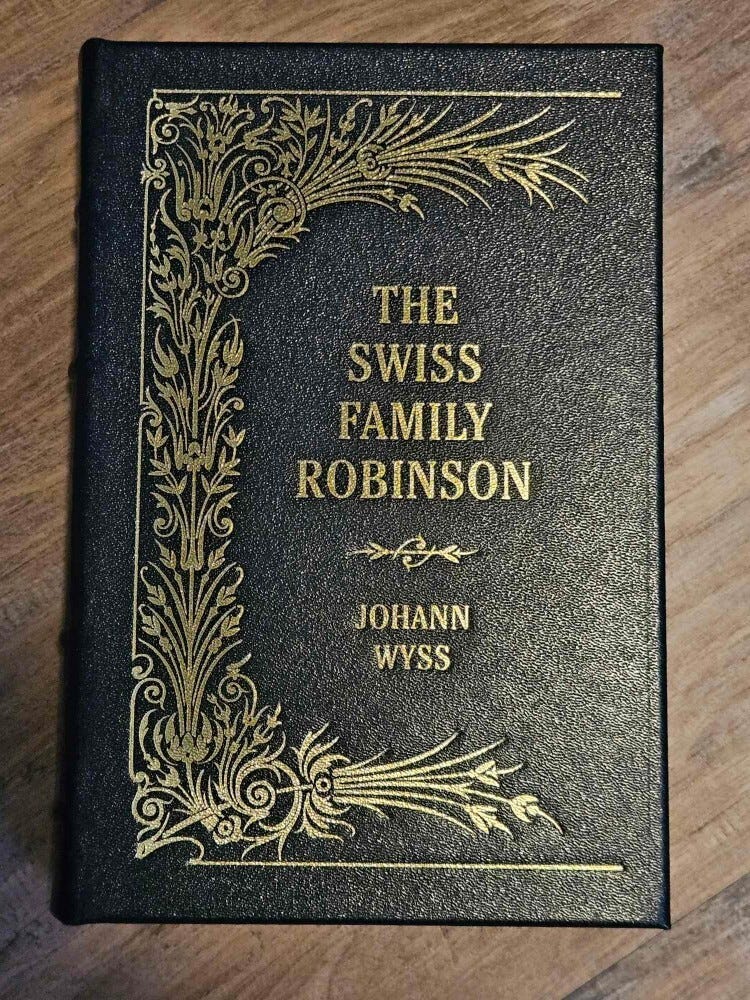 THE
SWISS
FAMILY
ROBINSON
JOHANN
WYSS